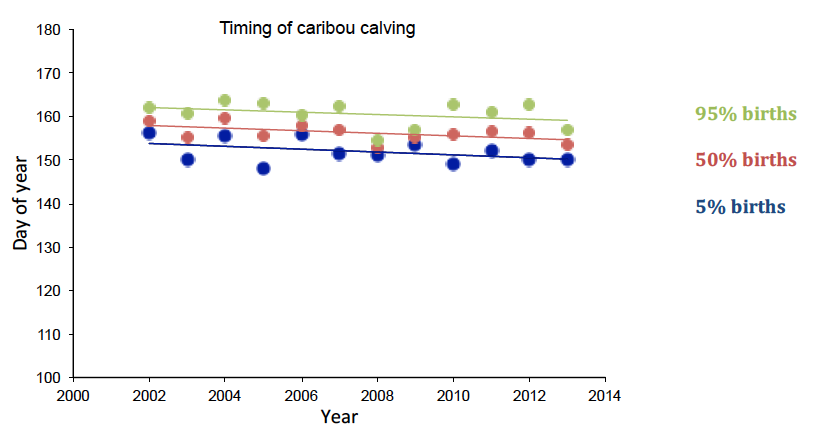 Timing of caribou calving
180
170
160
150
140
130
120
110
100
Day of year
2000 2002 2004 2006 2008 2010 2012 2014
Year
95% births
50% births
5% births